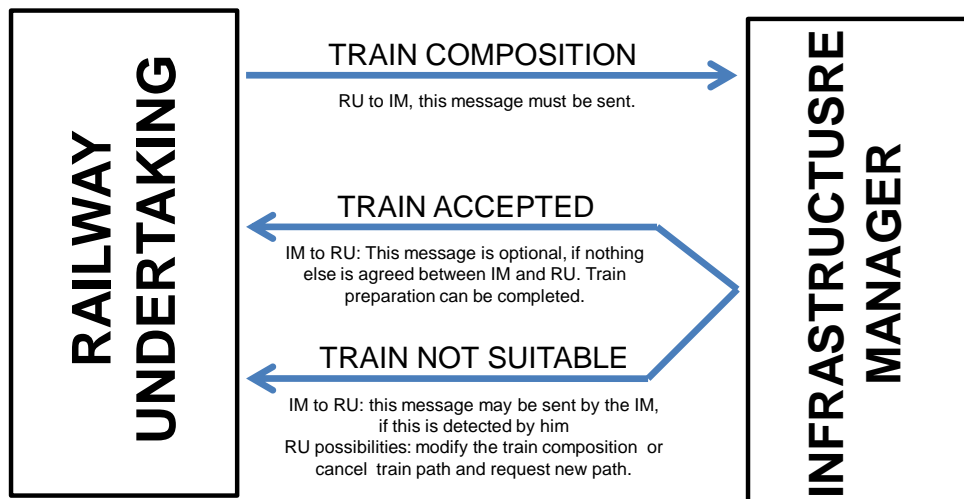 RAILWAY
UNDERTAKING
TRAIN COMPOSITION
RU to IM, this message must be sent.
TRAIN ACCEPTED
IM to RU: This message is optional, if nothing
else is agreed between IM and RU. Train
preparation can be completed.
TRAIN NOT SUITABLE
IM to RU: this message may be sent by the IM,
if this is detected by him
RU possibilities: modify the train composition or
cancel train path and request new path.
INFRASTRUCTUSRE
MANAGER